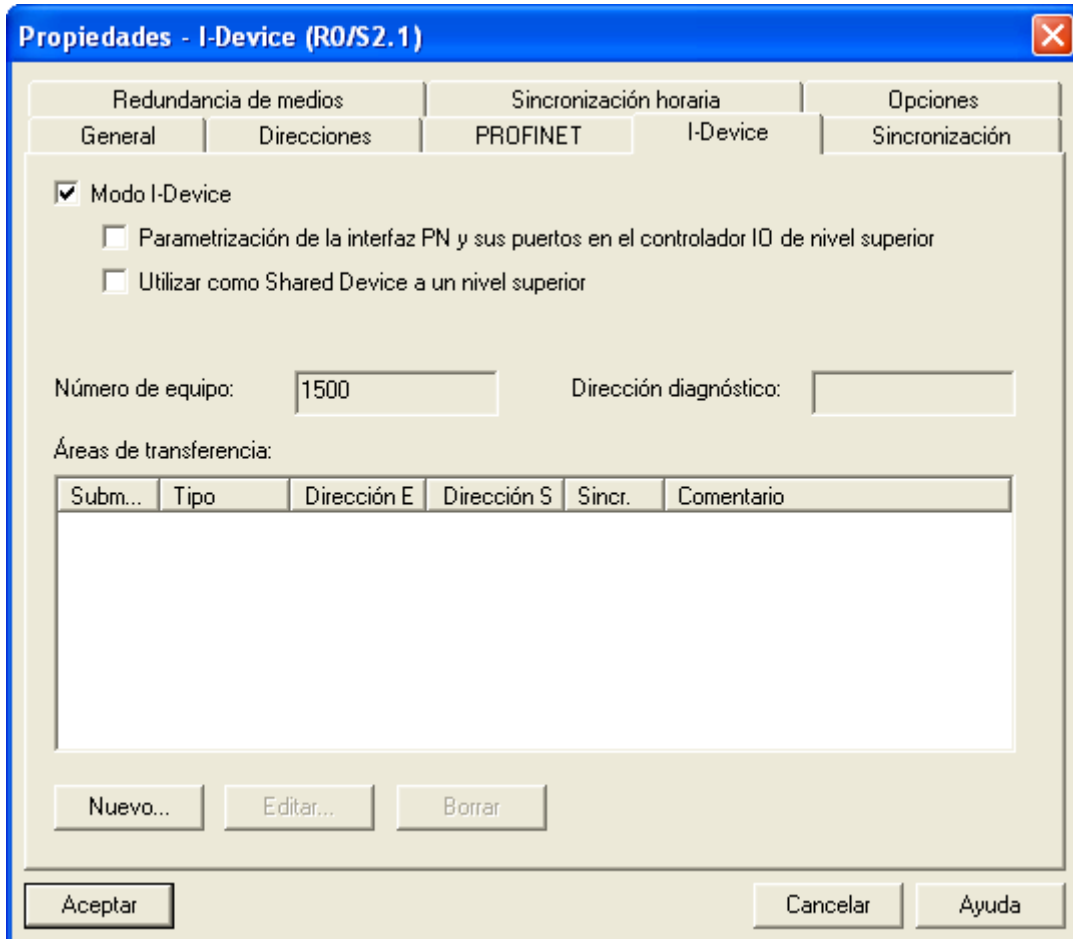 Propiedades - I-Device (R0/S2.1)
Redundancia de medios Sincronización horaria Opciones
General Direcciones PROFINET I-Device Sincronización
Modo I-Device
Parametrización de la interfaz PN y sus puertos en el controlador IO de nivel superior
Utilizar como Shared Device a un nivel superior
Número de equipo: 1500 Dirección diagnóstico:
Áreas de transferencia:
Subm... Tipo Dirección E Dirección S Sincr. Comentario
Nuevo... Editar... Borrar
Aceptar Cancelar Ayuda